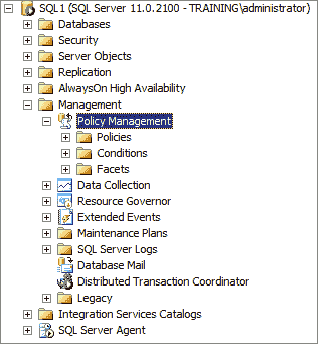 SQL1 (SQL Server 11.0.2100 - TRAINING\administrator)
Databases
Security
Server Objects
Replication
AlwaysOn High Availability
Management
Policy Management
Policies
Conditions
Facets
Data Collection
Resource Governor
Extended Events
Maintenance Plans
SQL Server Logs
Database Mail
Distributed Transaction Coordinator
Legacy
Integration Services Catalogs
SQL Server Agent